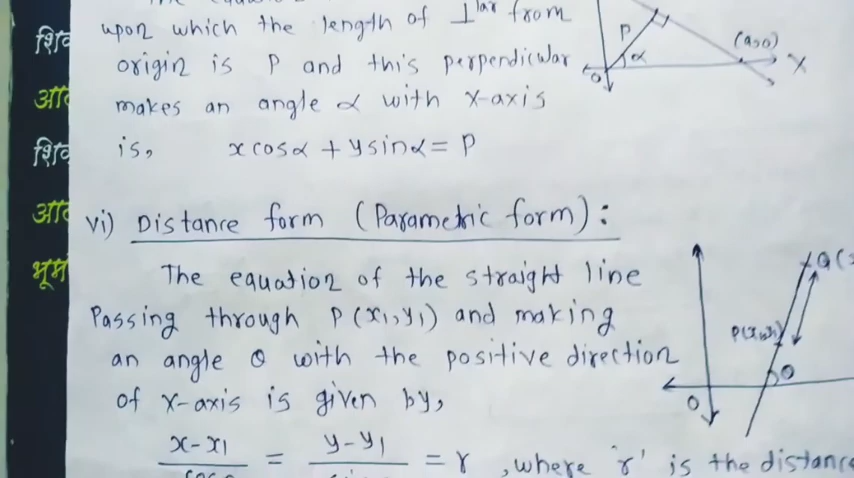 upon which the length of ⊥lar from
origin is P and this perpendicular
makes an angle α with X-axis
is, x cosα + y sinα = P
P
α
O
(a,0)
X
vi) Distance form (Parametric form):
The equation of the straight line
Passing through P(x₁,y₁) and making
an angle θ with the positive direction
of X-axis is given by,
x-x₁ = y-y₁ = r, where 'r' is the distance
Q(
θ
O
शिव
आद
शिव
आद
भूम